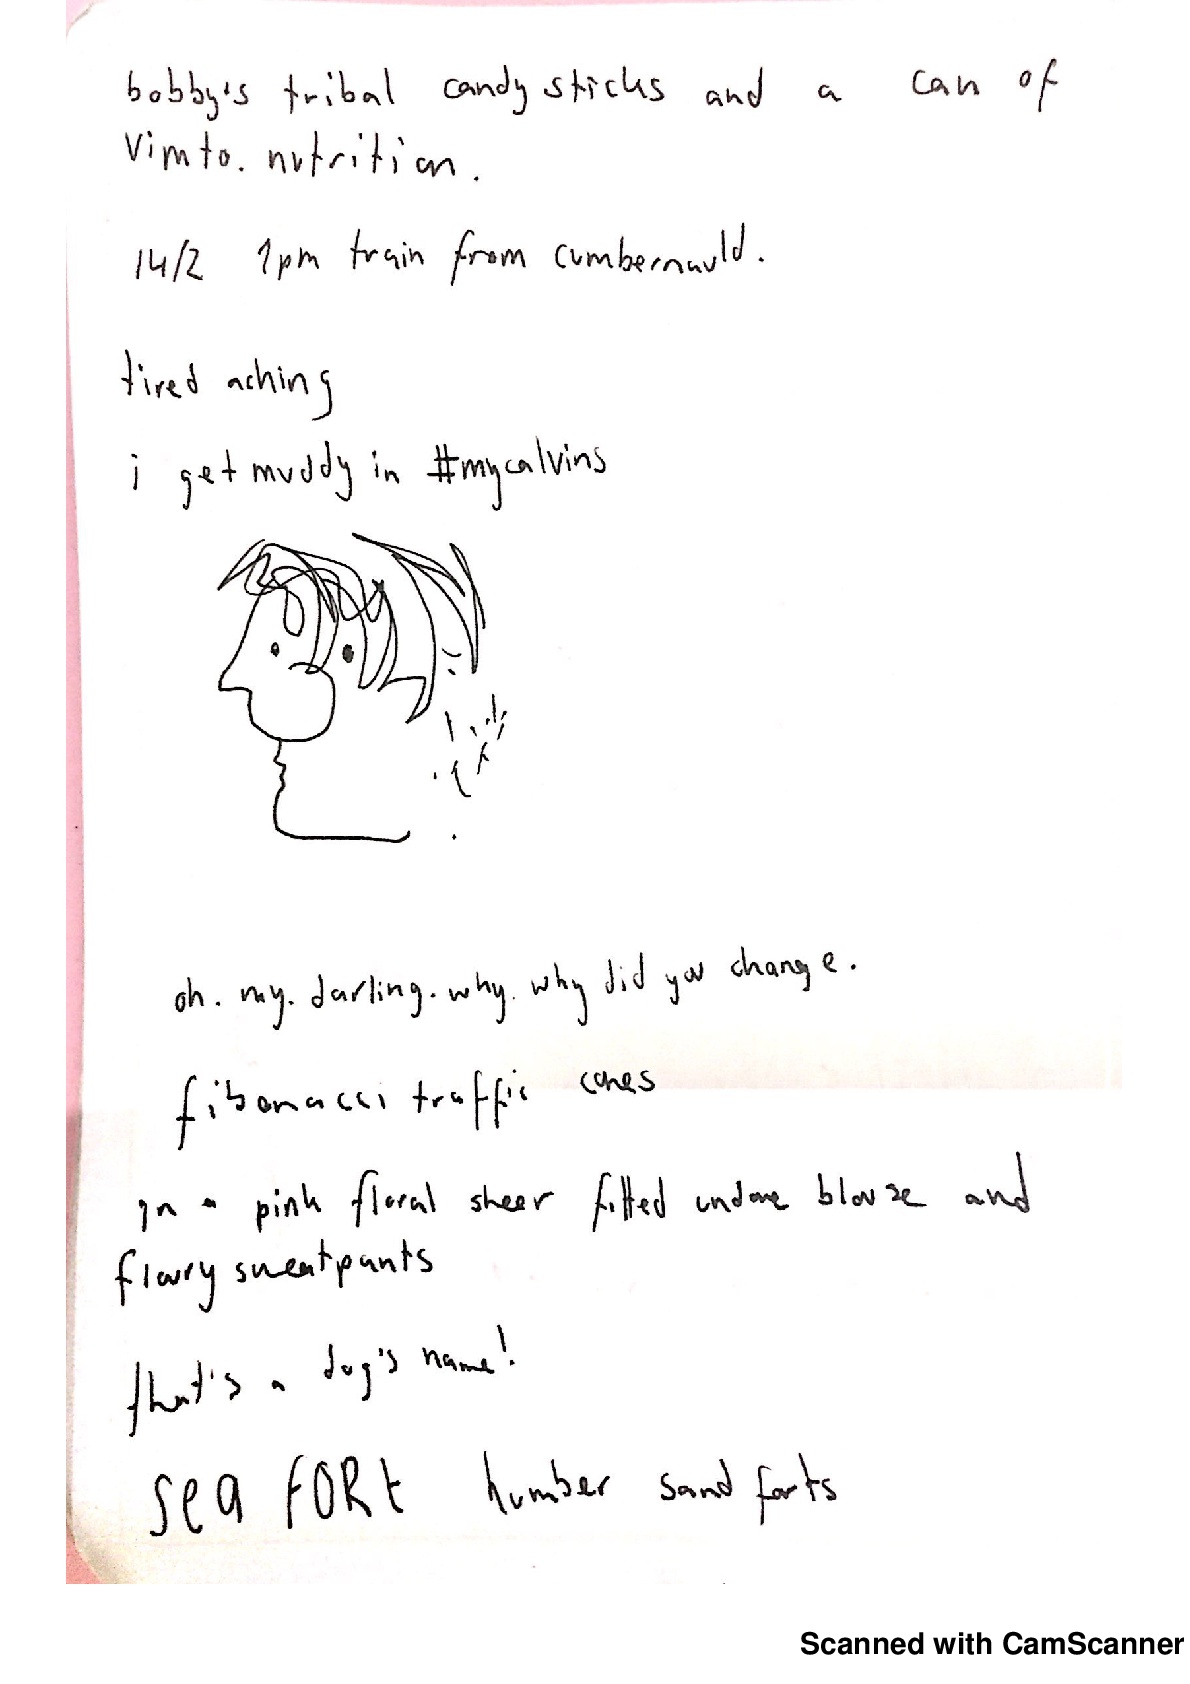 bobby's tribal candy sticks and a can of
Vimto. nutrition.
14/2 1pm train from cumbernauld.
tired aching
i get muddy in #mycalvins
oh. my. darling. why. why did you change.
fibonacci traffic cones
in a pink floral sheer fitted blouse and
sweatpants
that's a dog's name!
sea FORt humber sand forts
Scanned with CamScanner